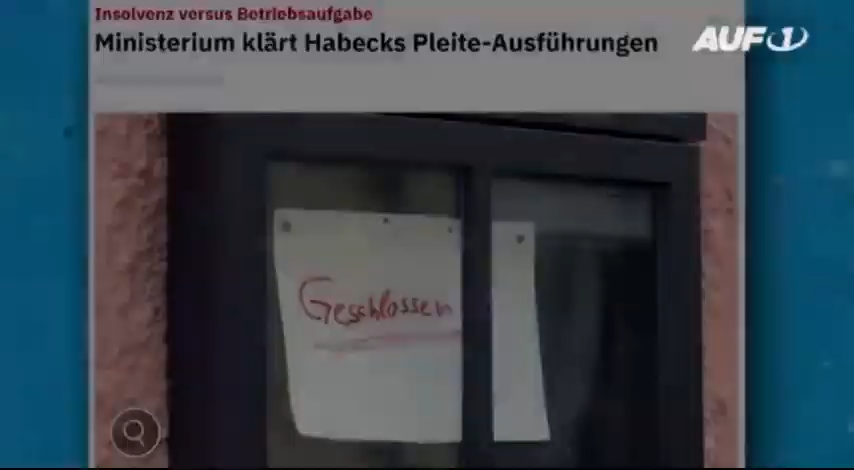 Insolvenz versus Betriebsaufgabe
Ministerium klärt Habecks Pleite-Ausführungen
AUF1
Geschlossen